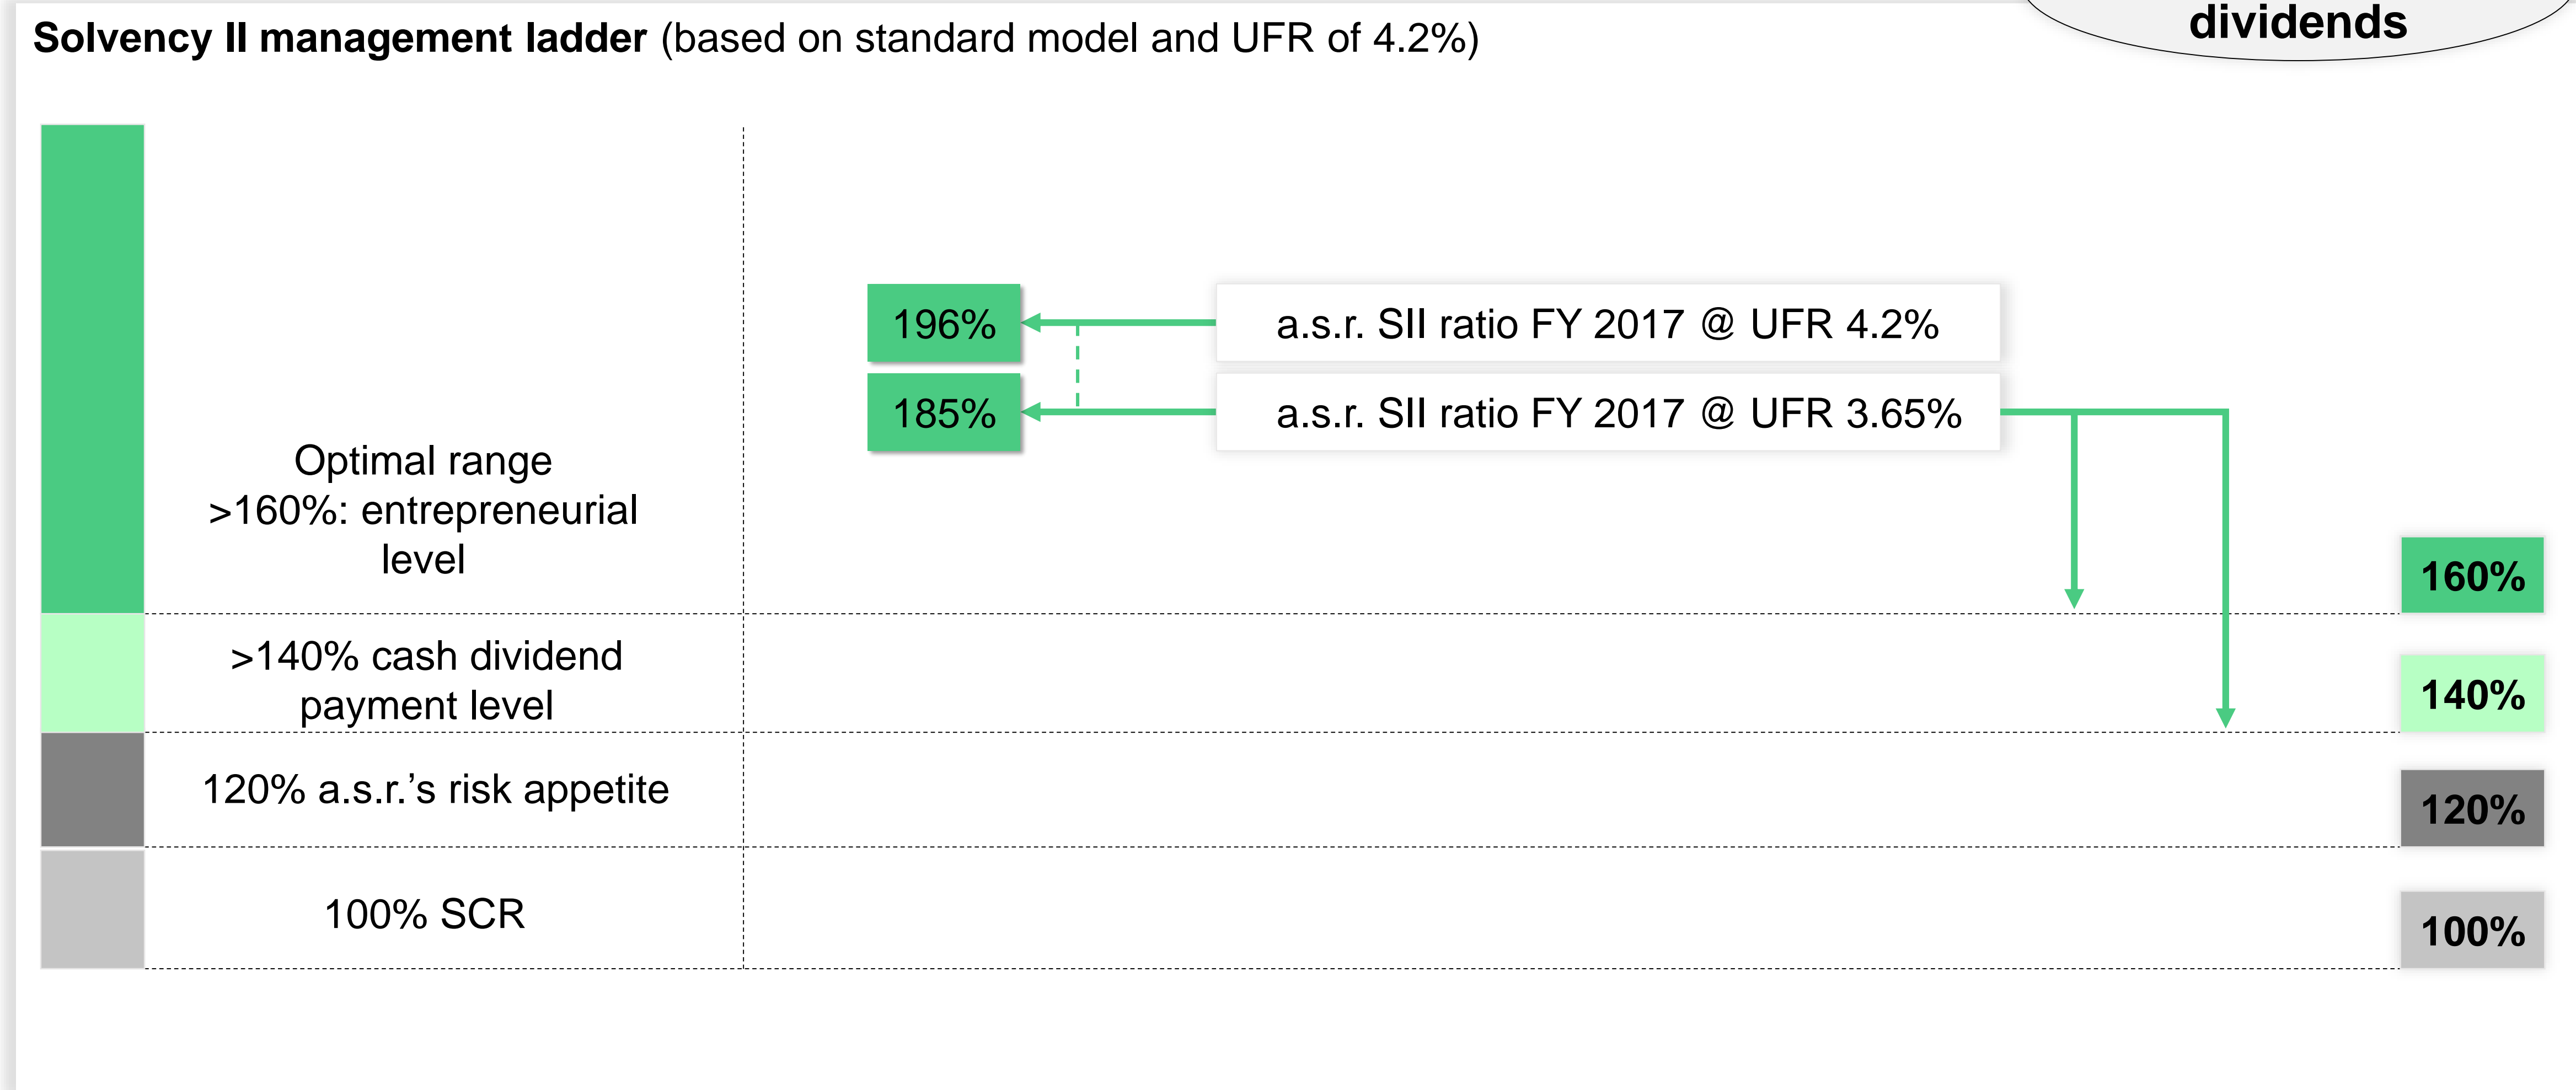 dividends
Solvency II management ladder (based on standard model and UFR of 4.2%)
196%
a.s.r. SII ratio FY 2017 @ UFR 4.2%
185%
a.s.r. SII ratio FY 2017 @ UFR 3.65%
Optimal range
>160%: entrepreneurial
level
160%
>140% cash dividend
payment level
140%
120% a.s.r.’s risk appetite
120%
100% SCR
100%